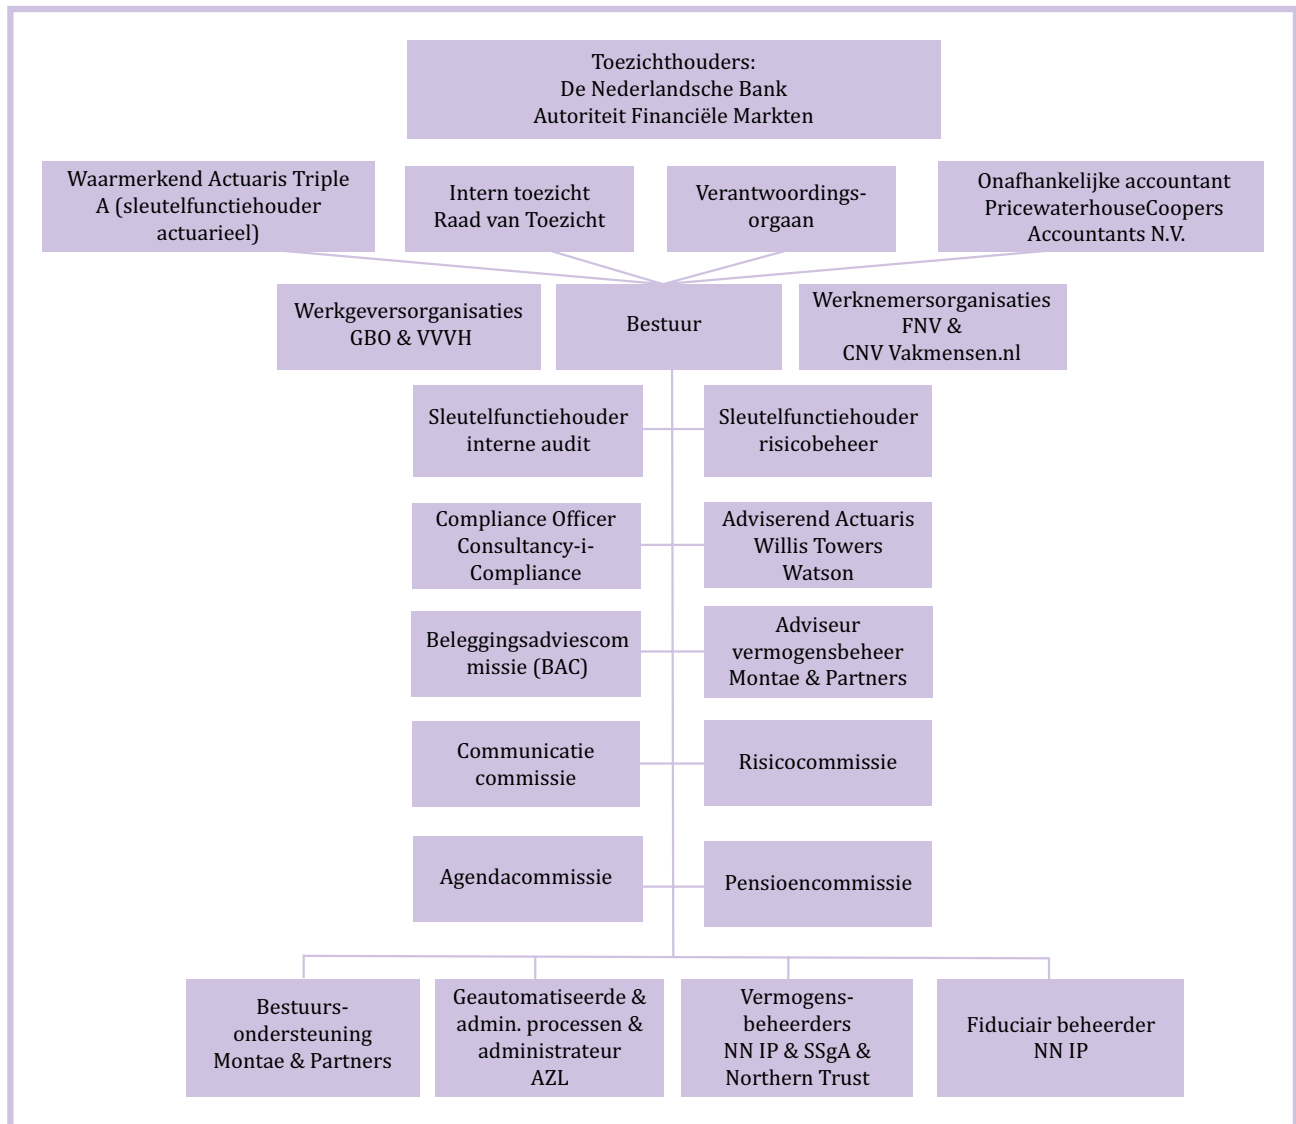 Toezichthouders:
De Nederlandsche Bank
Autoriteit Financiële Markten
Waarmerkend Actuaris Triple
A (sleutelfunctiehouder
actuarieel)
Intern toezicht
Raad van Toezicht
Verantwoordings-
orgaan
Onafhankelijke accountant
PricewaterhouseCoopers
Accountants N.V.
Werkgeversorganisaties
GBO & VVVH
Bestuur
Werknemersorganisaties
FNV &
CNV Vakmensen.nl
Sleutelfunctiehouder
interne audit
Sleutelfunctiehouder
risicobeheer
Compliance Officer
Consultancy-i-
Compliance
Adviserend Actuaris
Willis Towers
Watson
Beleggingsadviescom
missie (BAC)
Adviseur
vermogensbeheer
Montae & Partners
Communicatie
commissie
Risicocommissie
Agendacommissie
Pensioencommissie
Bestuurs-
ondersteuning
Montae & Partners
Geautomatiseerde &
admin. processen &
administrateur
AZL
Vermogens-
beheerders
NN IP & SSgA &
Northern Trust
Fiduciair beheerder
NN IP